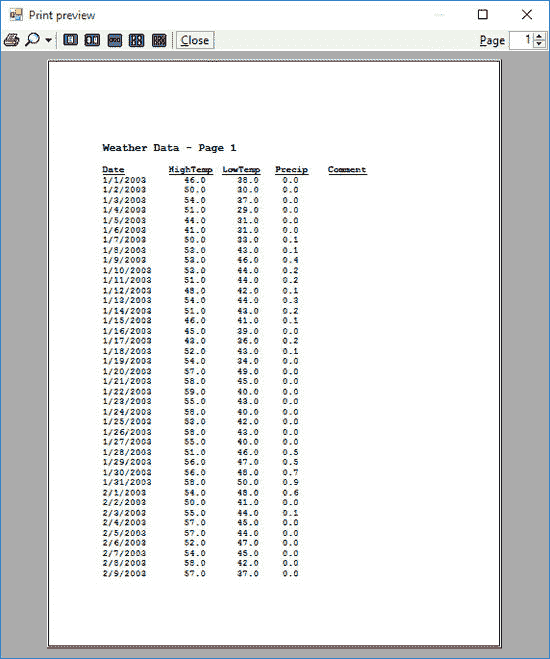 Print preview
Close Page 1
Weather Data - Page 1
Date HighTemp LowTemp Precip Comment
1/1/2003 46.0 38.0 0.0
1/2/2003 50.0 30.0 0.0
1/3/2003 54.0 37.0 0.0
1/4/2003 51.0 29.0 0.0
1/5/2003 44.0 31.0 0.0
1/6/2003 41.0 31.0 0.0
1/7/2003 50.0 33.0 0.1
1/8/2003 53.0 43.0 0.1
1/9/2003 53.0 46.0 0.4
1/10/2003 53.0 44.0 0.2
1/11/2003 51.0 44.0 0.2
1/12/2003 48.0 42.0 0.1
1/13/2003 54.0 44.0 0.3
1/14/2003 51.0 43.0 0.2
1/15/2003 46.0 41.0 0.1
1/16/2003 45.0 39.0 0.0
1/17/2003 43.0 36.0 0.2
1/18/2003 52.0 43.0 0.1
1/19/2003 54.0 34.0 0.0
1/20/2003 57.0 49.0 0.0
1/21/2003 58.0 45.0 0.0
1/22/2003 59.0 40.0 0.0
1/23/2003 55.0 43.0 0.0
1/24/2003 58.0 40.0 0.0
1/25/2003 53.0 42.0 0.0
1/26/2003 58.0 43.0 0.0
1/27/2003 55.0 40.0 0.0
1/28/2003 51.0 46.0 0.5
1/29/2003 56.0 47.0 0.5
1/30/2003 56.0 48.0 0.7
1/31/2003 58.0 50.0 0.9
2/1/2003 54.0 48.0 0.6
2/2/2003 50.0 41.0 0.0
2/3/2003 55.0 44.0 0.1
2/4/2003 57.0 45.0 0.0
2/5/2003 57.0 44.0 0.0
2/6/2003 52.0 47.0 0.0
2/7/2003 54.0 45.0 0.0
2/8/2003 58.0 42.0 0.0
2/9/2003 57.0 37.0 0.0